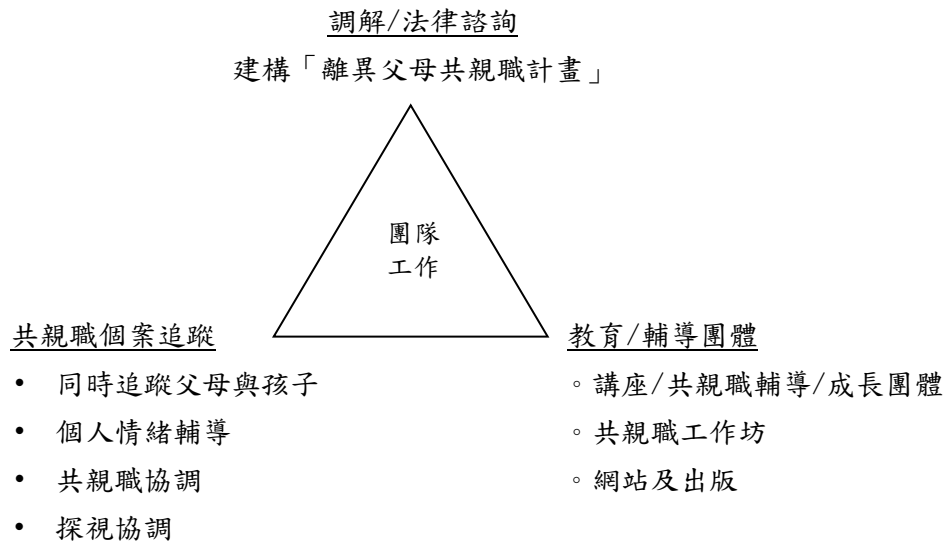 調解/法律諮詢
建構「離異父母共親職計畫」
團隊
工作
共親職個案追蹤
• 同時追蹤父母與孩子
• 個人情緒輔導
• 共親職協調
• 探視協調
教育/輔導團體
。講座/共親職輔導/成長團體
。共親職工作坊
。網站及出版